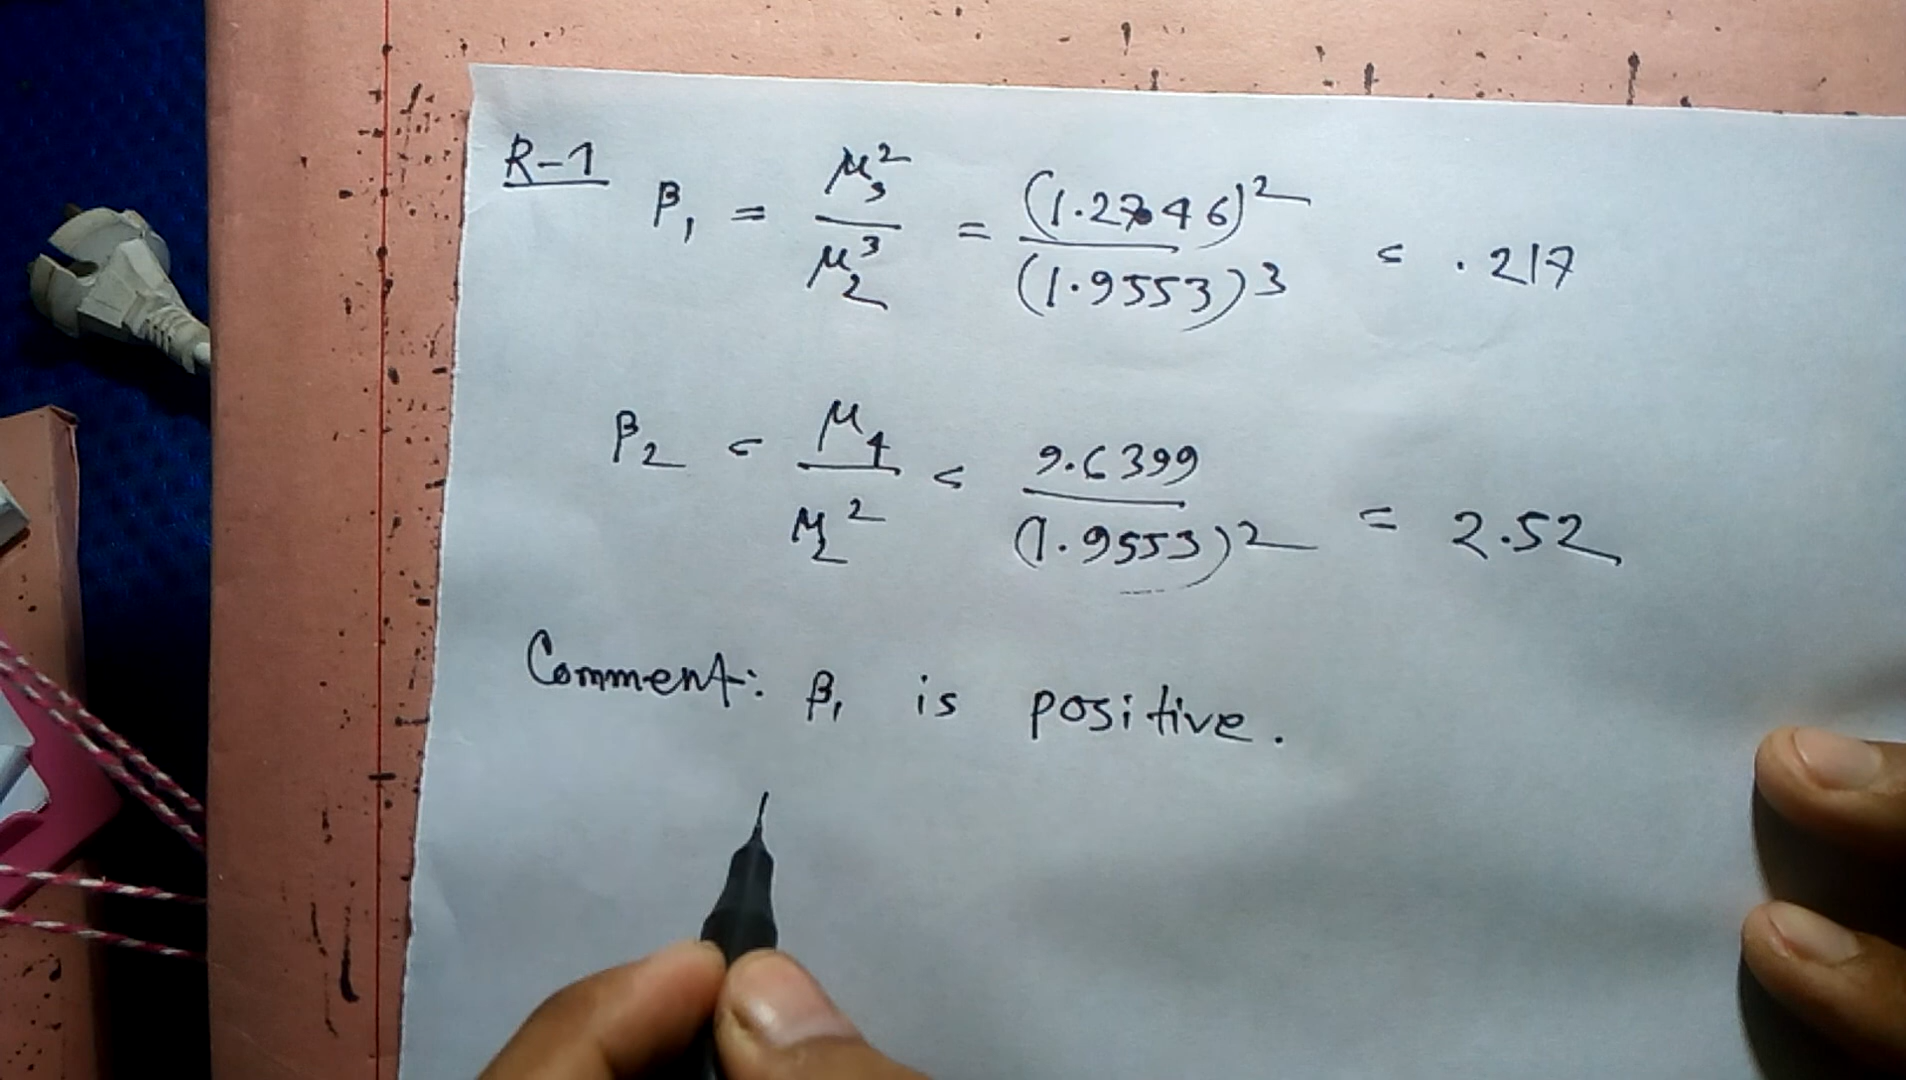 R-1
β₁ = μ₃² / μ₂³ = (1.2746)² / (1.9553)³ = .217
β₂ = μ₄ / μ₂² = 9.6399 / (1.9553)² = 2.52
Comment: β₁ is positive.